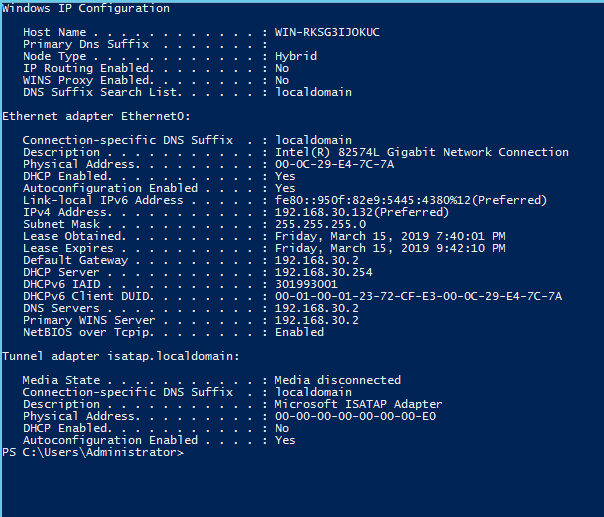 Windows IP Configuration
Host Name . . . . . . . . . . . . : WIN-RKSG3IJOKUC
Primary Dns Suffix . . . . . . . :
Node Type . . . . . . . . . . . . : Hybrid
IP Routing Enabled. . . . . . . . : No
WINS Proxy Enabled. . . . . . . . : No
DNS Suffix Search List. . . . . . : localdomain
Ethernet adapter Ethernet0:
Connection-specific DNS Suffix . : localdomain
Description . . . . . . . . . . . : Intel(R) 82574L Gigabit Network Connection
Physical Address. . . . . . . . . : 00-0C-29-E4-7C-7A
DHCP Enabled. . . . . . . . . . . : Yes
Autoconfiguration Enabled . . . . : Yes
Link-local IPv6 Address . . . . . : fe80::950f:82e9:5445:4380%12(Preferred)
IPv4 Address. . . . . . . . . . . : 192.168.30.132(Preferred)
Subnet Mask . . . . . . . . . . . : 255.255.255.0
Lease Obtained. . . . . . . . . . : Friday, March 15, 2019 7:40:01 PM
Lease Expires . . . . . . . . . . : Friday, March 15, 2019 9:42:10 PM
Default Gateway . . . . . . . . . : 192.168.30.2
DHCP Server . . . . . . . . . . . : 192.168.30.254
DHCPv6 IAID . . . . . . . . . . . : 301993001
DHCPv6 Client DUID. . . . . . . . : 00-01-00-01-23-72-CF-E3-00-0C-29-E4-7C-7A
DNS Servers . . . . . . . . . . . : 192.168.30.2
Primary WINS Server . . . . . . . : 192.168.30.2
NetBIOS over Tcpip. . . . . . . . : Enabled
Tunnel adapter isatap.localdomain:
Media State . . . . . . . . . . . : Media disconnected
Connection-specific DNS Suffix . : localdomain
Description . . . . . . . . . . . : Microsoft ISATAP Adapter
Physical Address. . . . . . . . . : 00-00-00-00-00-00-00-E0
DHCP Enabled. . . . . . . . . . . : No
Autoconfiguration Enabled . . . . : Yes
PS C:\Users\Administrator>